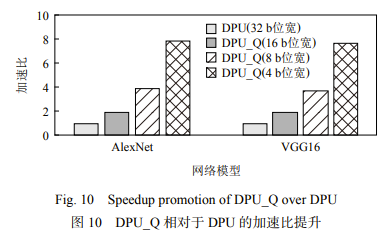 10
8
6
4
2
0
加速比
DPU(32 b位宽)
DPU_Q(16 b位宽)
DPU_Q(8 b位宽)
DPU_Q(4 b位宽)
AlexNet
VGG16
网络模型
Fig. 10 Speedup promotion of DPU_Q over DPU
图 10 DPU_Q 相对于 DPU 的加速比提升